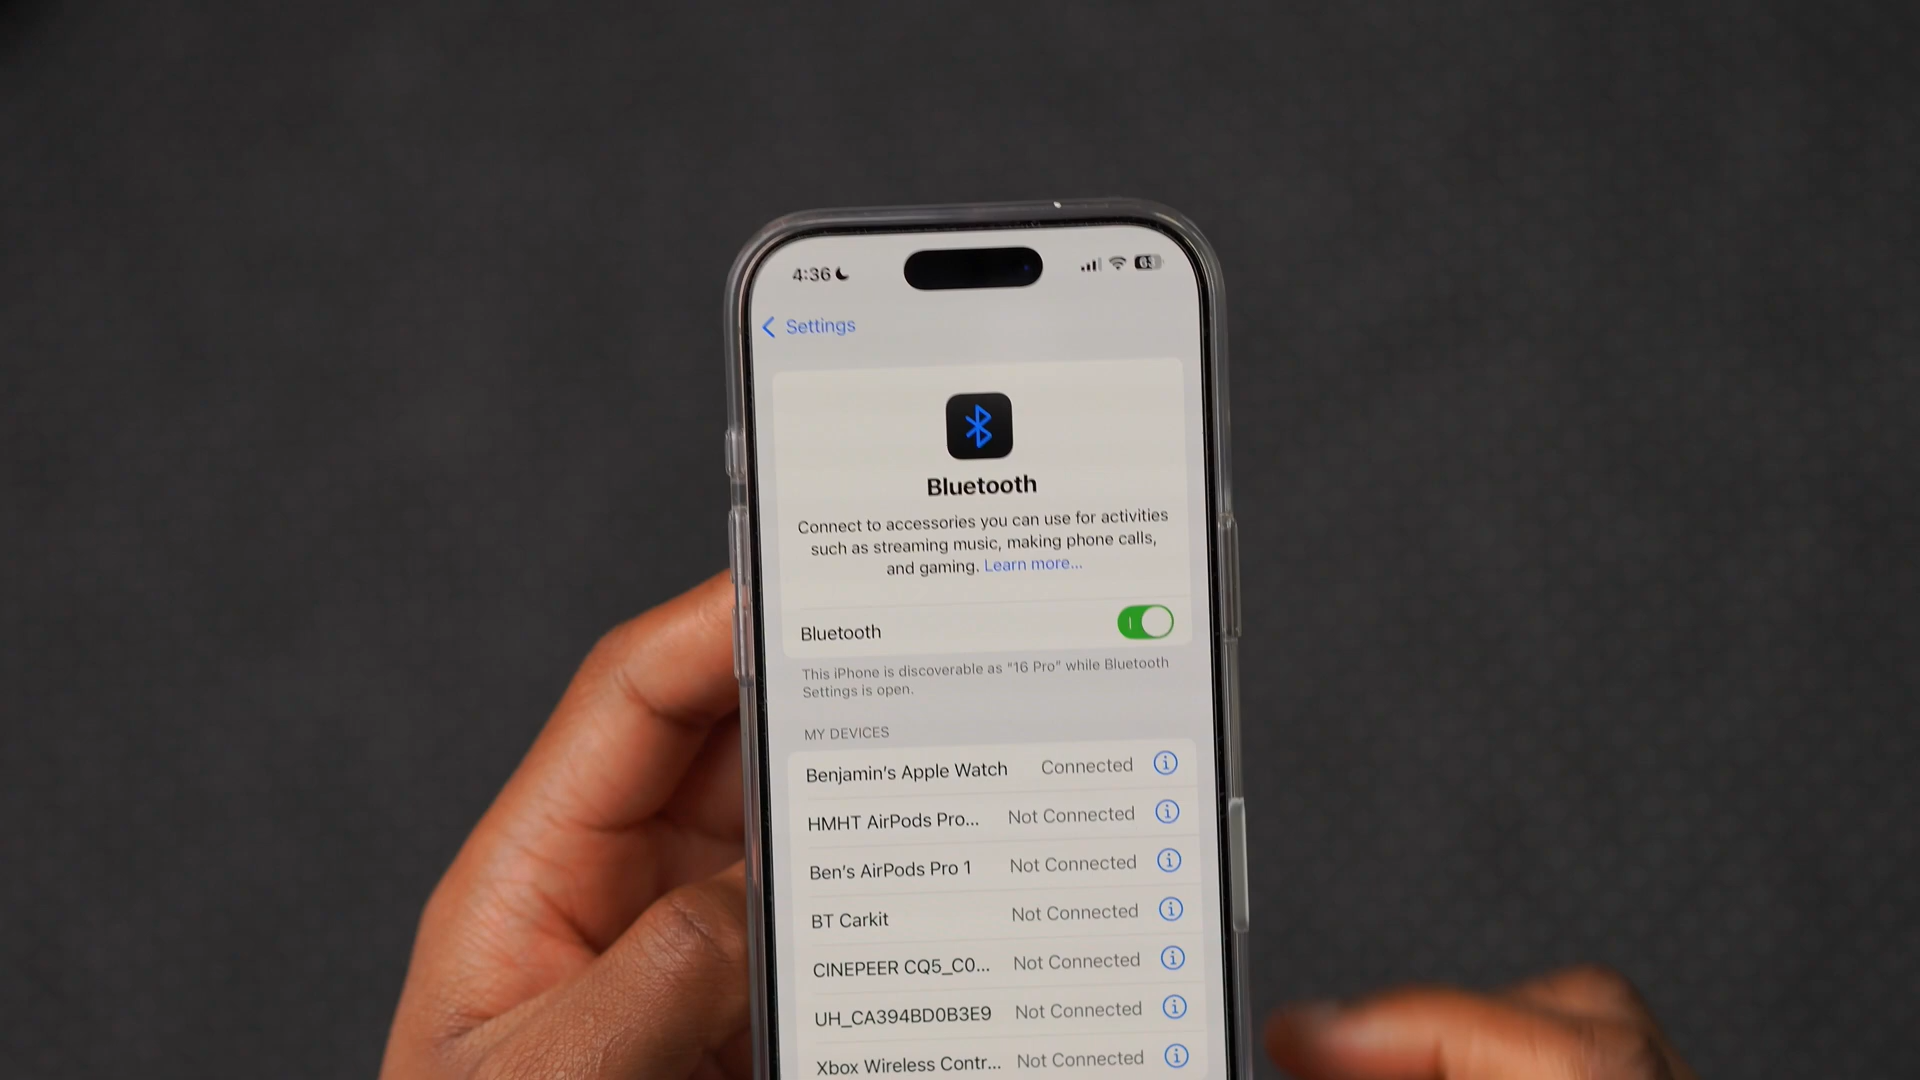 4:36
63
Settings
Bluetooth
Connect to accessories you can use for activities
such as streaming music, making phone calls,
and gaming. Learn more...
Bluetooth
This iPhone is discoverable as "16 Pro" while Bluetooth
Settings is open.
MY DEVICES
Benjamin's Apple Watch Connected
HMHT AirPods Pro... Not Connected
Ben's AirPods Pro 1 Not Connected
BT Carkit Not Connected
CINEPEER CQ5_C0... Not Connected
UH_CA394BD0B3E9 Not Connected
Xbox Wireless Contr... Not Connected